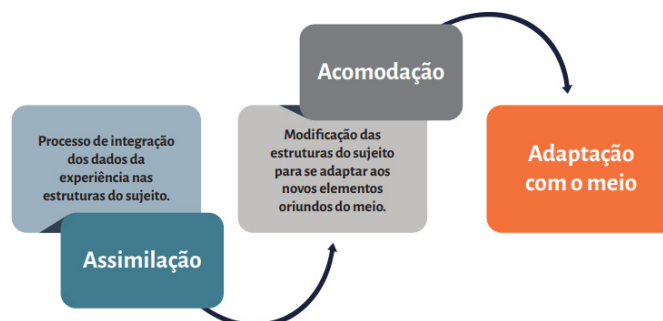 Processo de integração
dos dados da
experiência nas
estruturas do sujeito.
Assimilação
Acomodação
Modificação das
estruturas do sujeito
para se adaptar aos
novos elementos
oriundos do meio.
Adaptação
com o meio